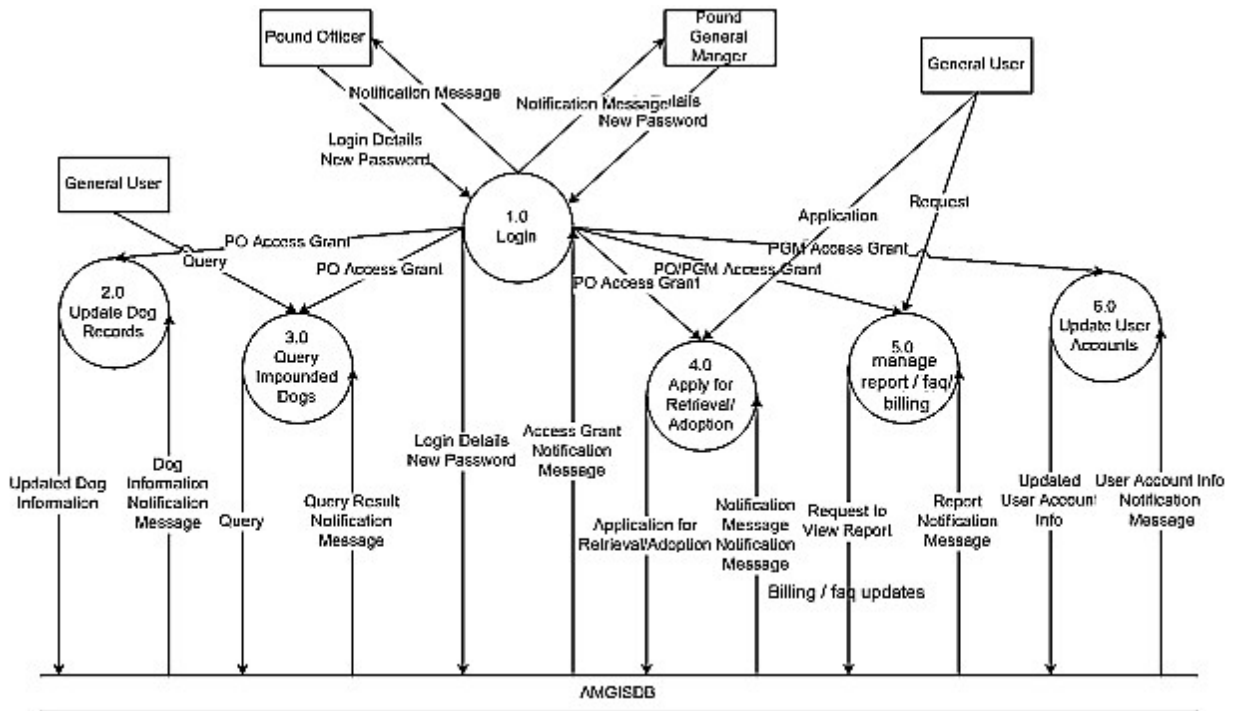 Pound Officer
Pound
General
Manger
General User
Notification Message
Notification Message
Details
New Password
Login Details
New Password
General User
1.0
Login
Application
Request
PO Access Grant
Query
PO Access Grant
PGM Access Grant
PO/PGM Access Grant
PO Access Grant
2.0
Update Dog
Records
3.0
Query
Impounded
Dogs
4.0
Apply for
Retrieval/
Adoption
5.0
manage
report / faq/
billing
6.0
Update User
Accounts
Updated Dog
Information
Dog
Information
Notification
Message
Query
Query Result
Notification
Message
Login Details
New Password
Access Grant
Notification
Message
Application for
Retrieval/Adoption
Notification
Message
Notification
Message
Request to
View Report
Billing / faq updates
Report
Notification
Message
Updated
User Account
Info
User Account Info
Notification
Message
AMGISDB